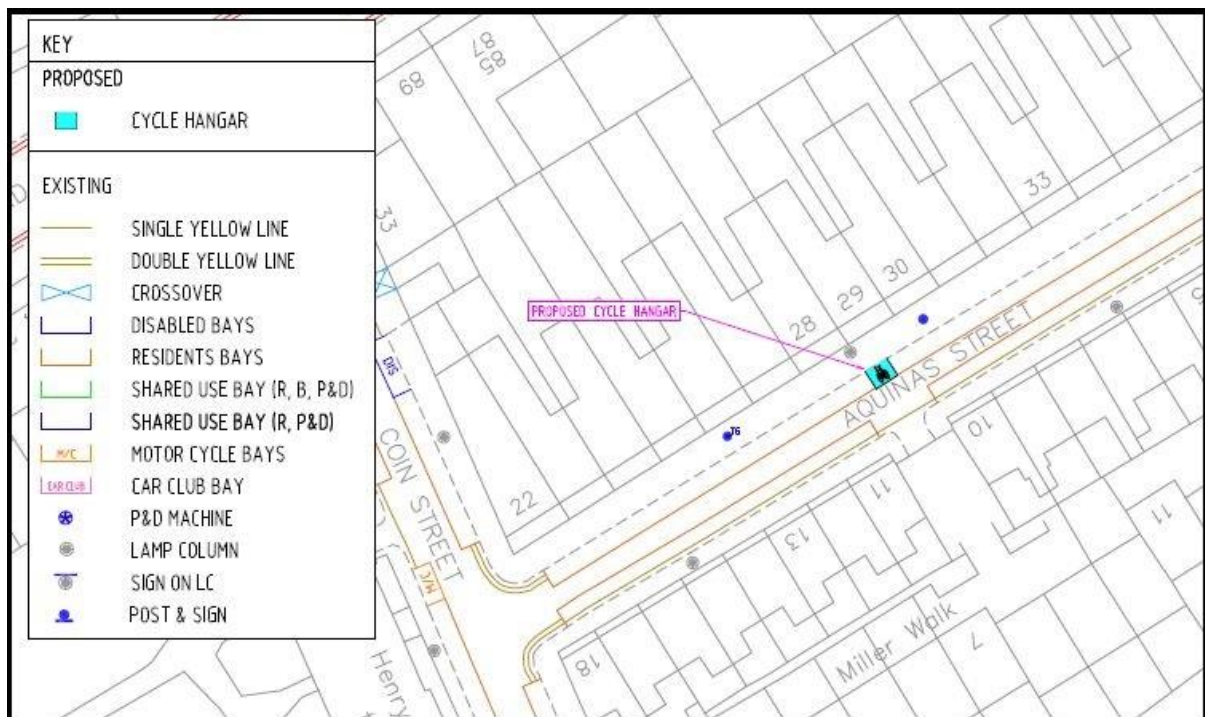 KEY
PROPOSED
CYCLE HANGAR
EXISTING
SINGLE YELLOW LINE
DOUBLE YELLOW LINE
CROSSOVER
DISABLED BAYS
RESIDENTS BAYS
SHARED USE BAY (R, B, P&D)
SHARED USE BAY (R, P&D)
M/C MOTOR CYCLE BAYS
CAR CLUB CAR CLUB BAY
P&D MACHINE
LAMP COLUMN
SIGN ON LC
POST & SIGN
87
85
69
33
33
30
29
28
22
PROPOSED CYCLE HANGAR
AQUINAS STREET
DIS
COIN STREET
M/C
10
11
11
13
18
7
Miller Walk
Henry